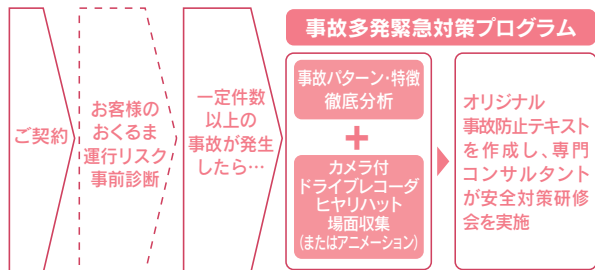 事故多発緊急対策プログラム
ご契約
お客様の
おくるま
運行リスク
事前診断
一定件数
以上の
事故が発生
したら…
事故パターン・特徴
徹底分析
+
カメラ付
ドライブレコーダ
ヒヤリハット
場面収集
(またはアニメーション)
オリジナル
事故防止テキスト
を作成し、専門
コンサルタント
が安全対策研修
会を実施